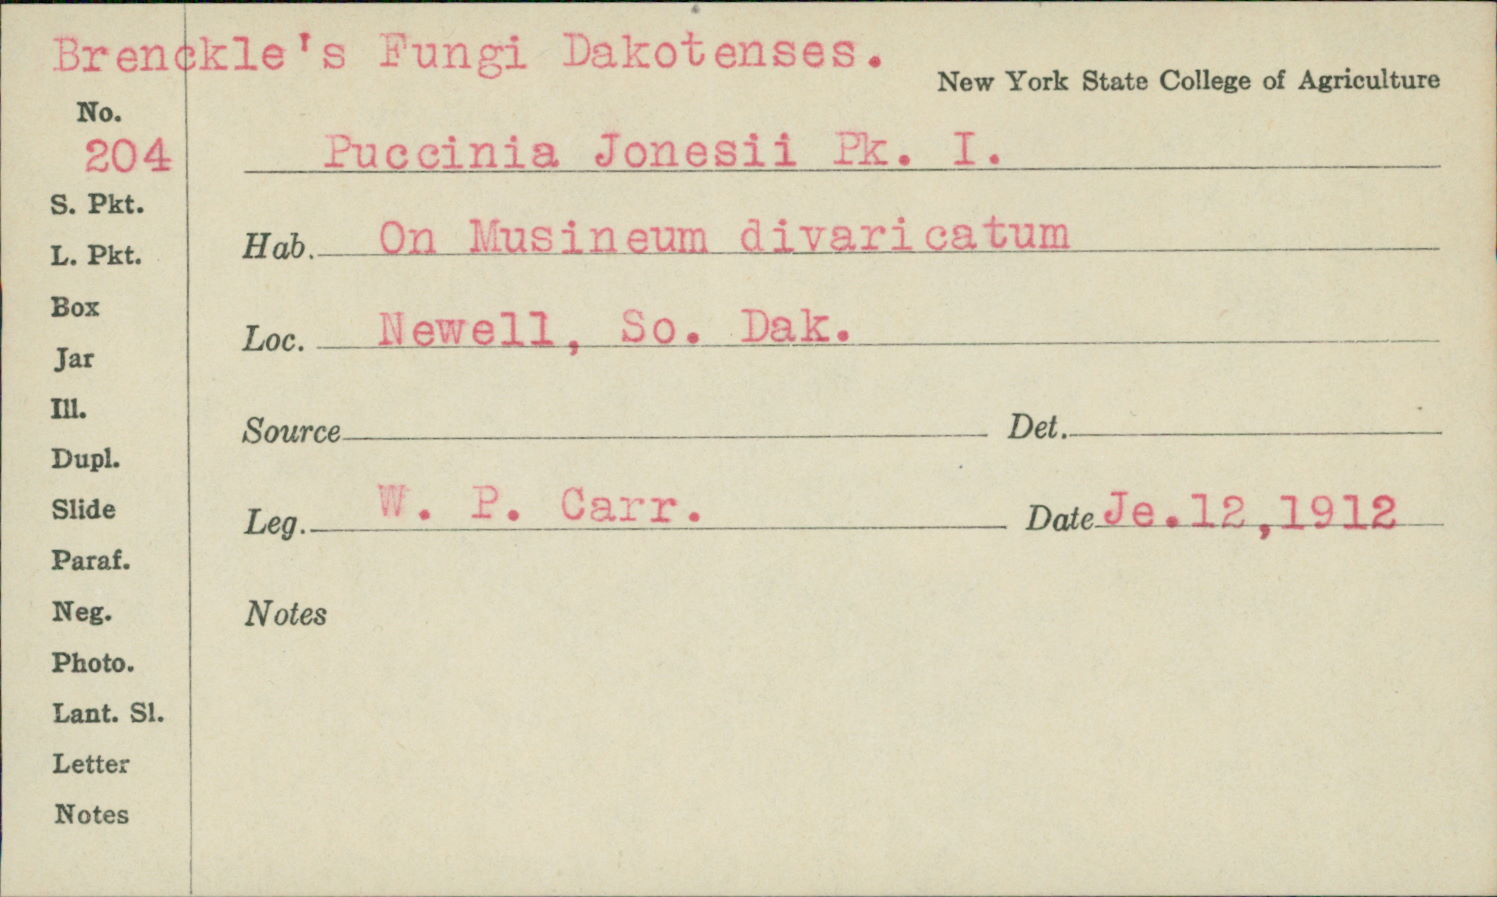 Brenckle's Fungi Dakotenses.
New York State College of Agriculture
No.
204
Puccinia Jonesii Pk. I.
S. Pkt.
Hab. On Musineum divaricatum
L. Pkt.
Box
Loc. Newell, So. Dak.
Jar
Ill.
Source Det.
Dupl.
Slide
Leg. W. P. Carr. Date Je.12,1912
Paraf.
Neg.
Notes
Photo.
Lant. Sl.
Letter
Notes